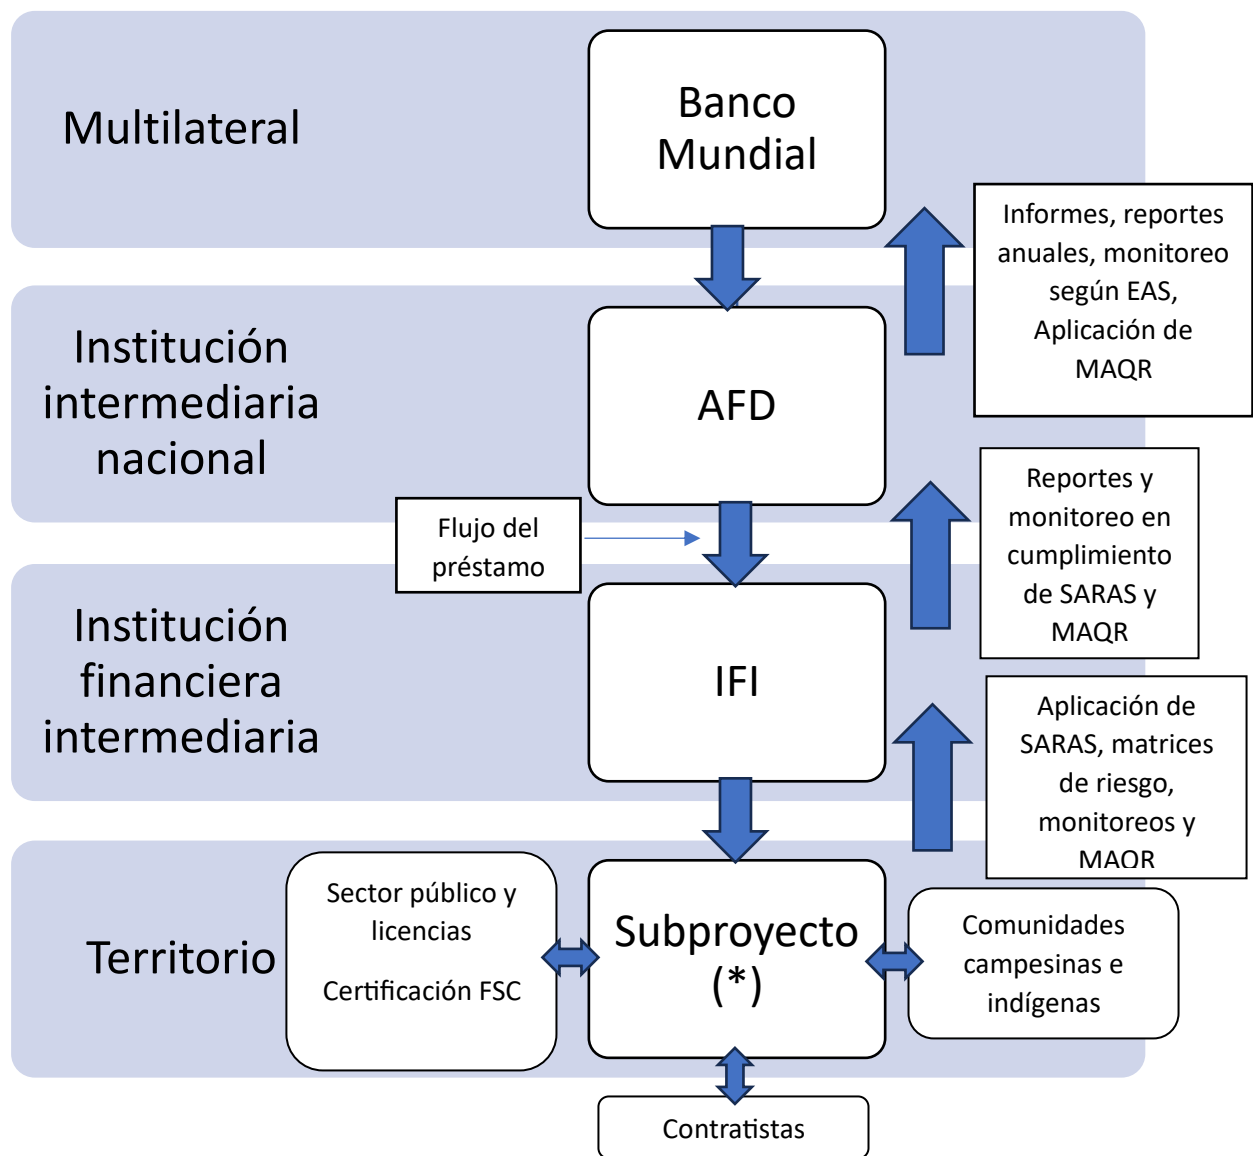 Multilateral
Banco
Mundial
Informes, reportes
anuales, monitoreo
según EAS,
Aplicación de
MAQR
Institución
intermediaria
nacional
AFD
Flujo del
préstamo
Reportes y
monitoreo en
cumplimiento
de SARAS y
MAQR
Institución
financiera
intermediaria
IFI
Aplicación de
SARAS, matrices
de riesgo,
monitoreos y
MAQR
Territorio
Sector público y
licencias
Certificación FSC
Subproyecto
(*)
Comunidades
campesinas e
indígenas
Contratistas